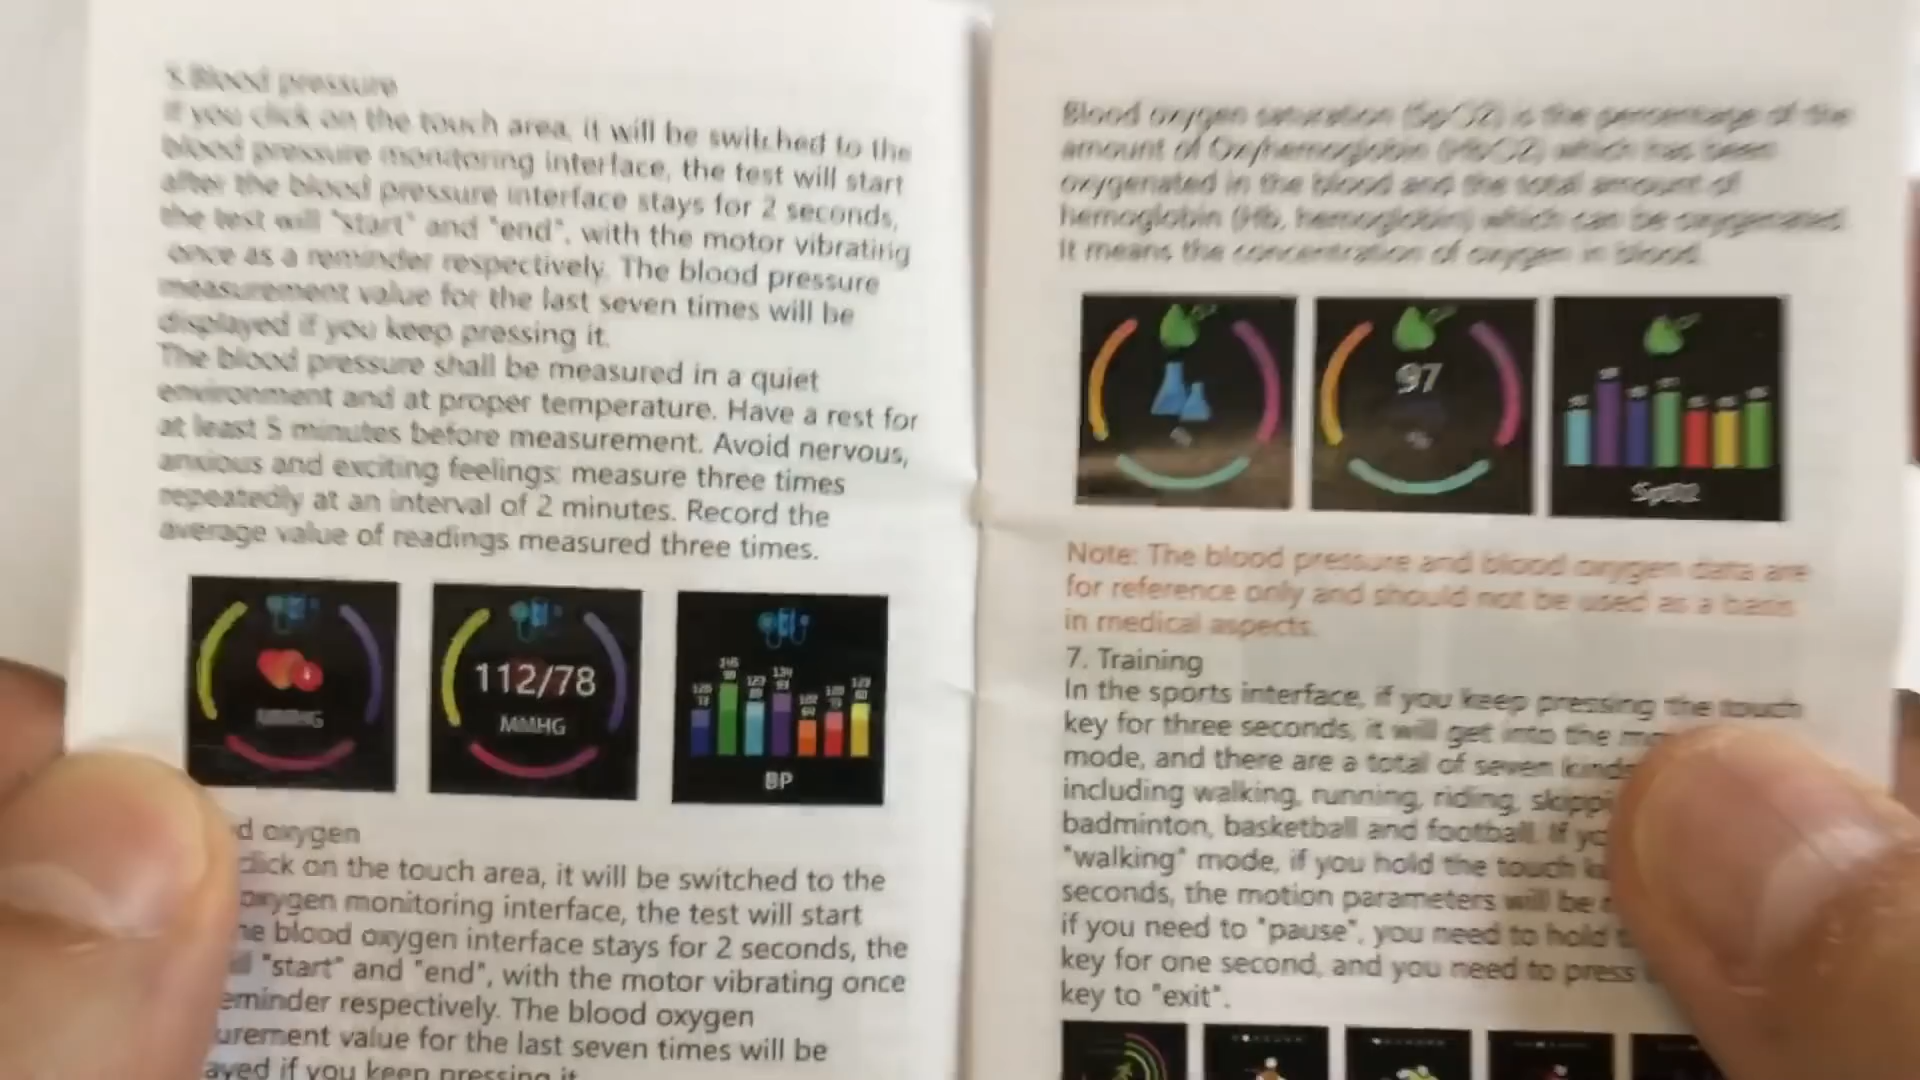 5.Blood pressure
If you click on the touch area, it will be switched to the
blood pressure monitoring interface, the test will start
after the blood pressure interface stays for 2 seconds,
the test will "start" and "end", with the motor vibrating
once as a reminder respectively. The blood pressure
measurement value for the last seven times will be
displayed if you keep pressing it.
The blood pressure shall be measured in a quiet
environment and at proper temperature. Have a rest for
at least 5 minutes before measurement. Avoid nervous,
anxious and exciting feelings: measure three times
repeatedly at an interval of 2 minutes. Record the
average value of readings measured three times.
MMHG
112/78
MMHG
BP
d oxygen
click on the touch area, it will be switched to the
oxygen monitoring interface, the test will start
he blood oxygen interface stays for 2 seconds, the
"start" and "end", with the motor vibrating once
eminder respectively. The blood oxygen
urement value for the last seven times will be
ayed if you keep pressing it.
Blood oxygen saturation (SpO2) is the percentage of the
amount of Oxyhemoglobin (HbO2) which has been
oxygenated in the blood and the total amount of
hemoglobin (Hb, hemoglobin) which can be oxygenated.
It means the concentration of oxygen in blood.
%
97
%
SpO2
Note: The blood pressure and blood oxygen data are
for reference only and should not be used as a basis
in medical aspects.
7. Training
In the sports interface, if you keep pressing the touch
key for three seconds, it will get into the
mode, and there are a total of seven kinds
including walking, running, riding, skippi
badminton, basketball and football. If yo
"walking" mode, if you hold the touch
seconds, the motion parameters will be
if you need to "pause", you need to hold
key for one second, and you need to press
key to "exit".